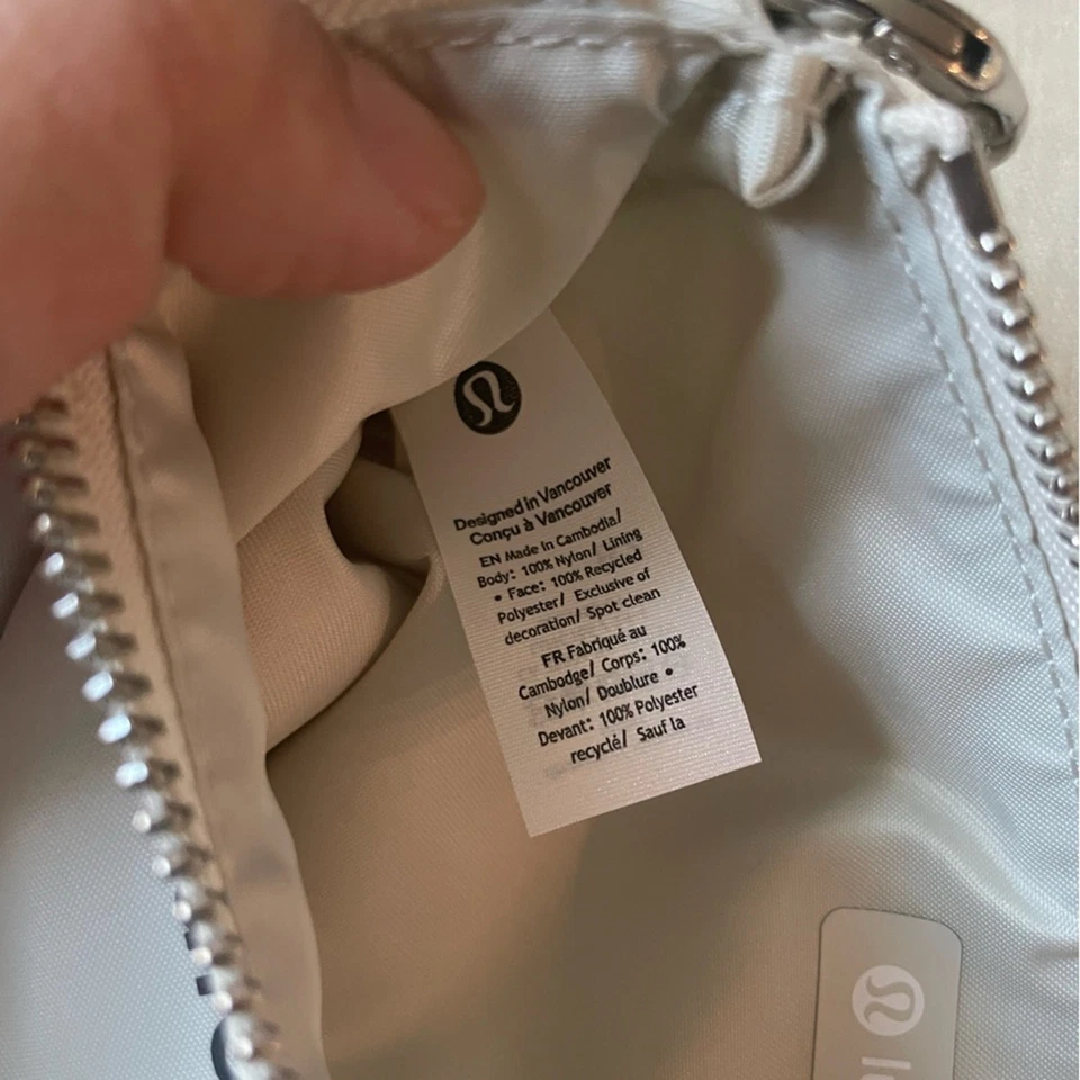 Designed in Vancouver
Conçu à Vancouver
EN Made in Cambodia/
Body: 100% Nylon/ Lining
• Face: 100% Recycled
Polyester/ Exclusive of
decoration/ Spot clean
FR Fabriqué au
Cambodge/ Corps: 100%
Nylon/ Doublure •
Devant: 100% Polyester
recyclé/ Sauf la